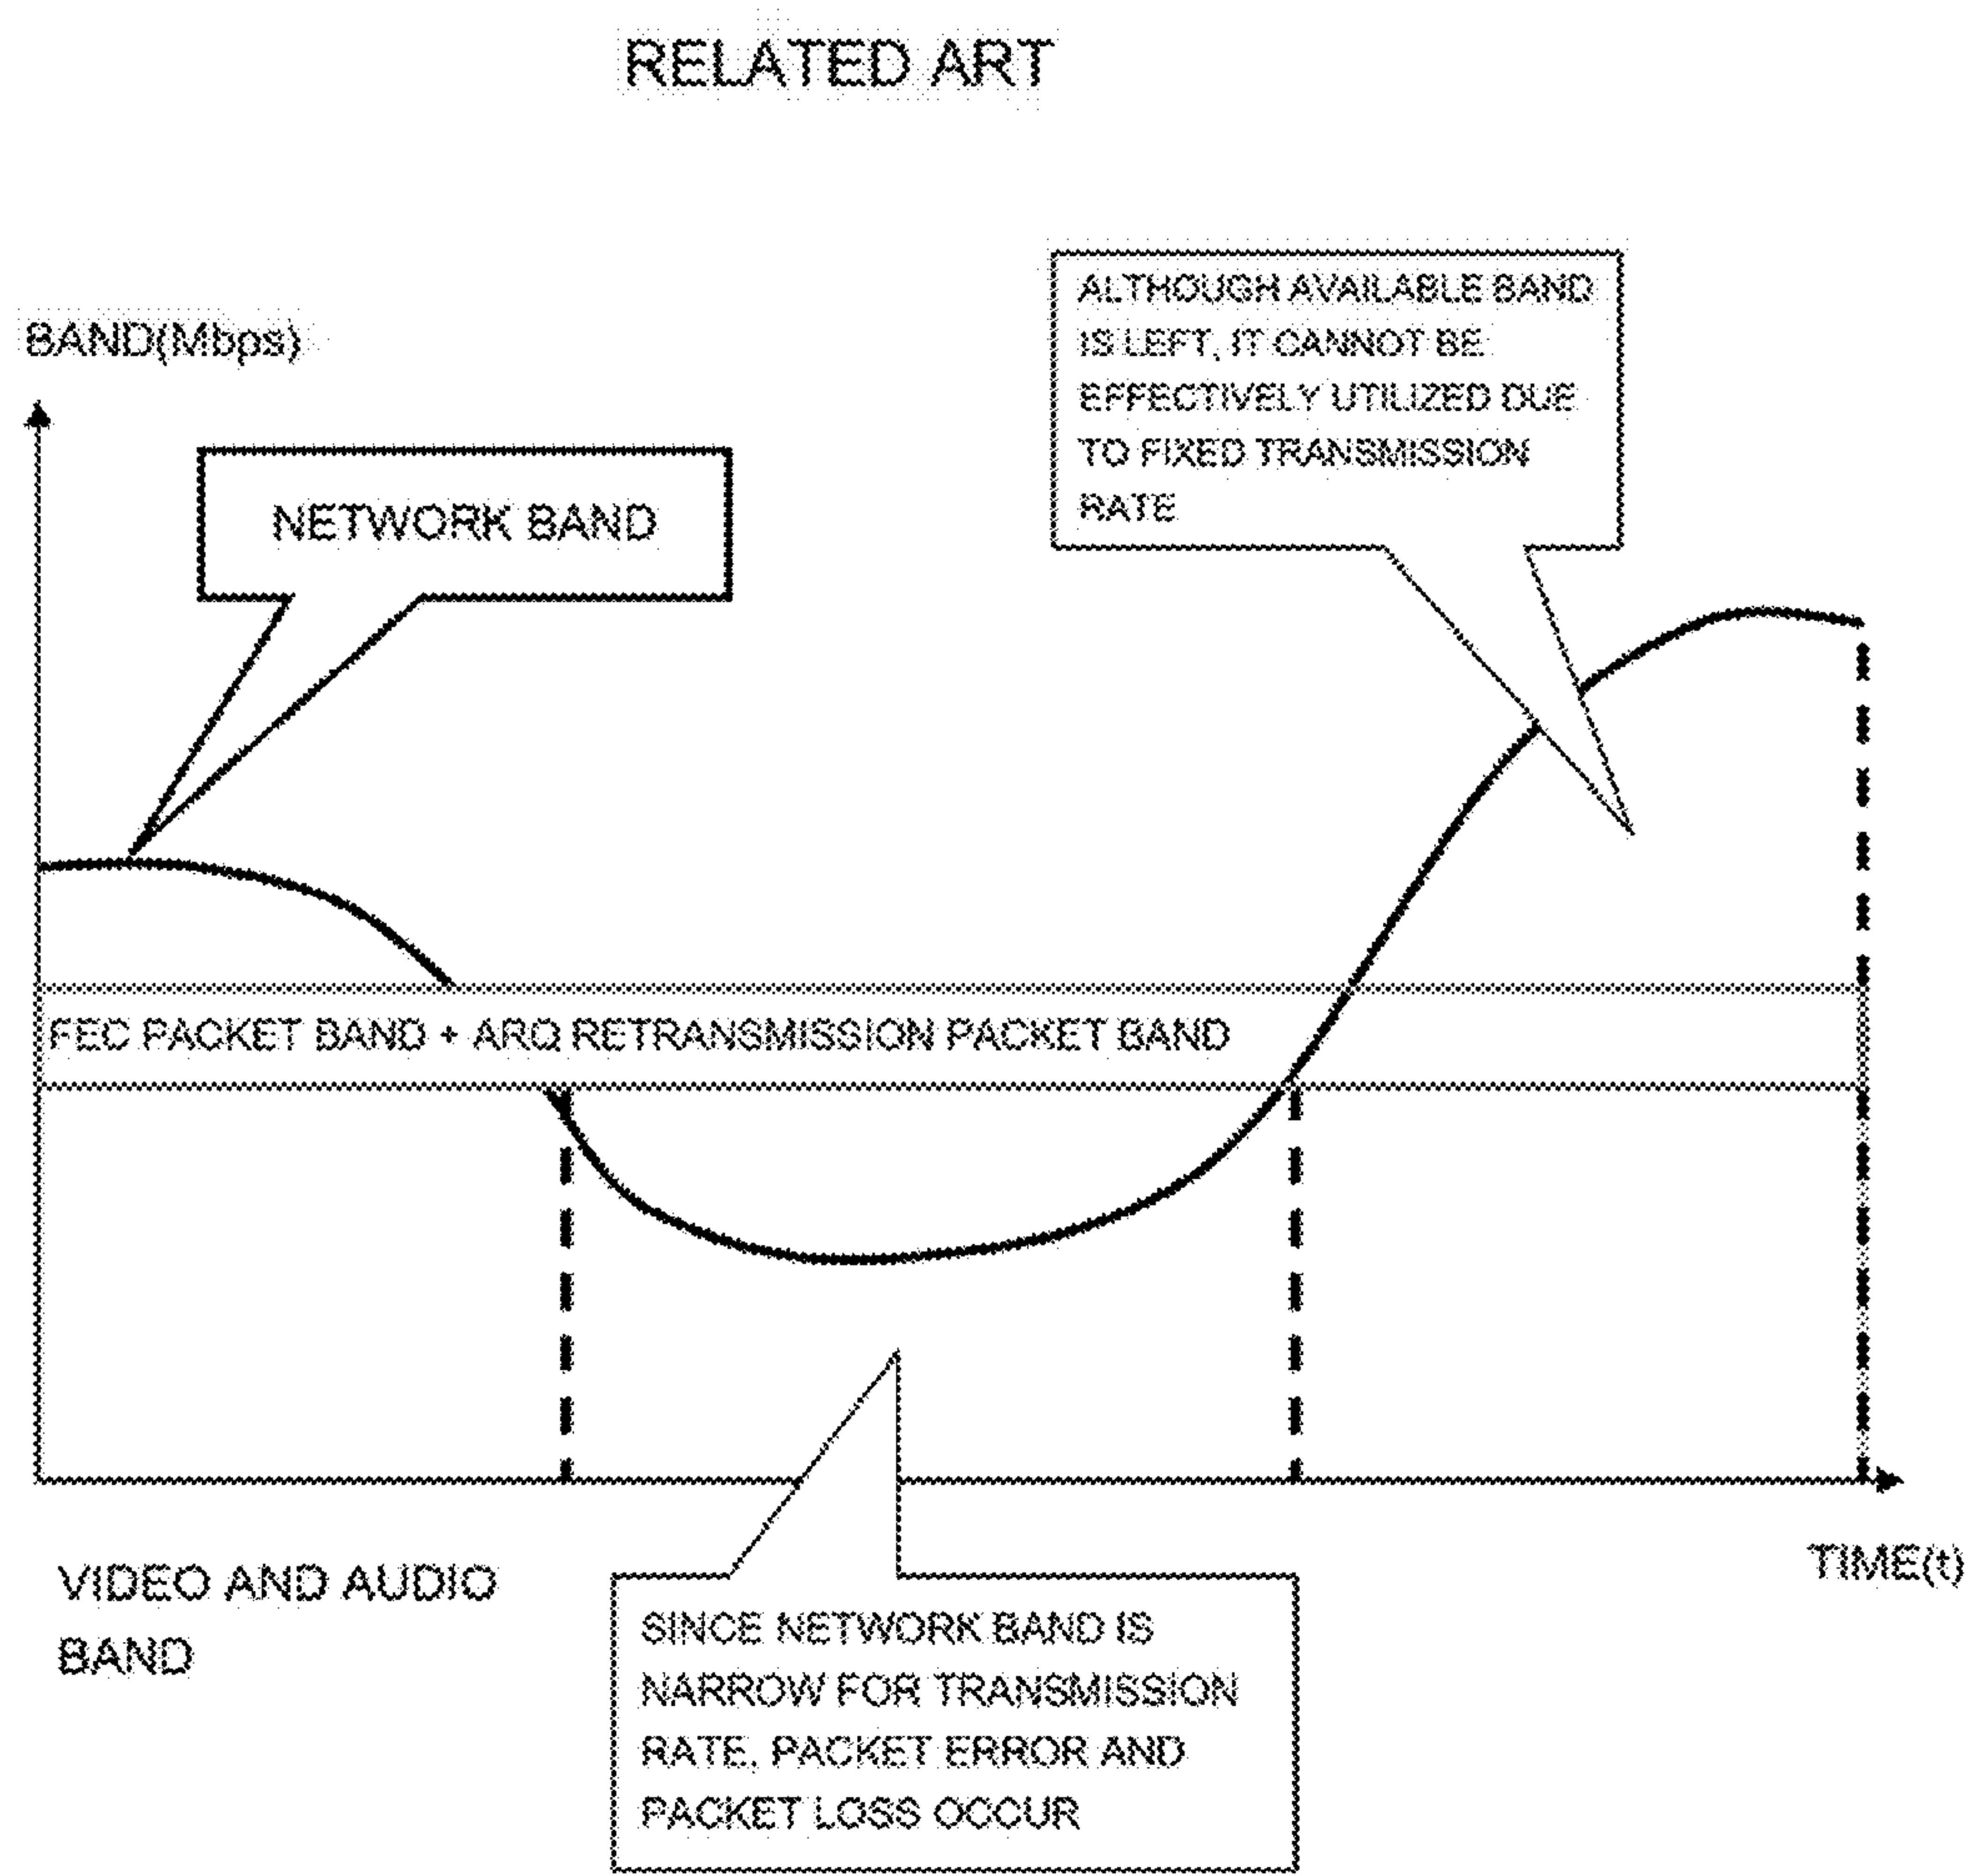 RELATED ART
BAND(Mbps)
NETWORK BAND
ALTHOUGH AVAILABLE BAND
IS LEFT, IT CANNOT BE
EFFECTIVELY UTILIZED DUE
TO FIXED TRANSMISSION
RATE
FEC PACKET BAND + ARQ RETRANSMISSION PACKET BAND
TIME(t)
VIDEO AND AUDIO
BAND
SINCE NETWORK BAND IS
NARROW FOR TRANSMISSION
RATE, PACKET ERROR AND
PACKET LOSS OCCUR